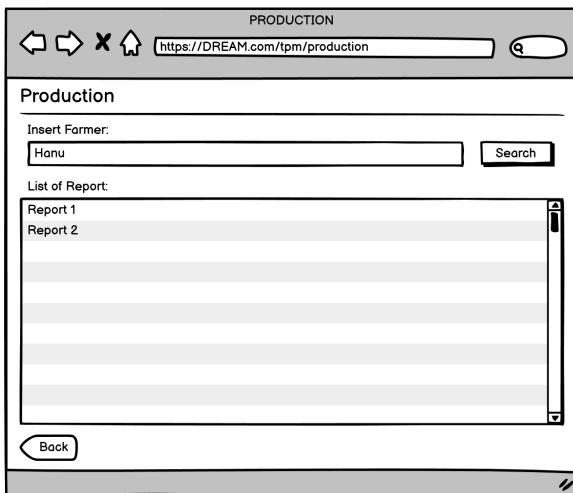 PRODUCTION
https://DREAM.com/tpm/production
Production
Insert Farmer:
Hanu
Search
List of Report:
Report 1
Report 2
Back